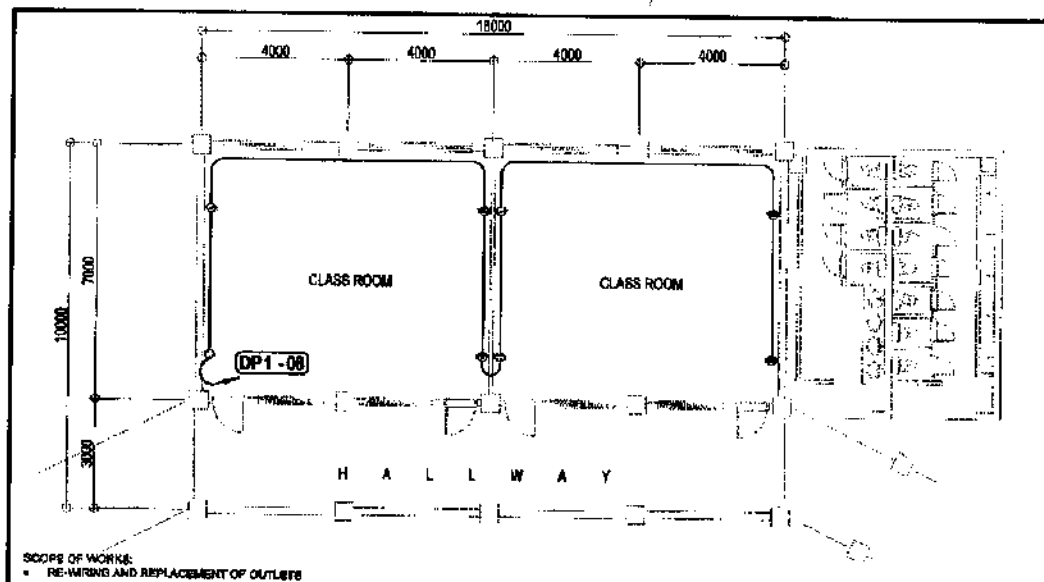 16000
4000 4000 4000 4000
10000
7000
3000
CLASS ROOM CLASS ROOM
DP1 - 08
HALLWAY
SCOPE OF WORKS:
• RE-WIRING AND REPLACEMENT OF OUTLETS